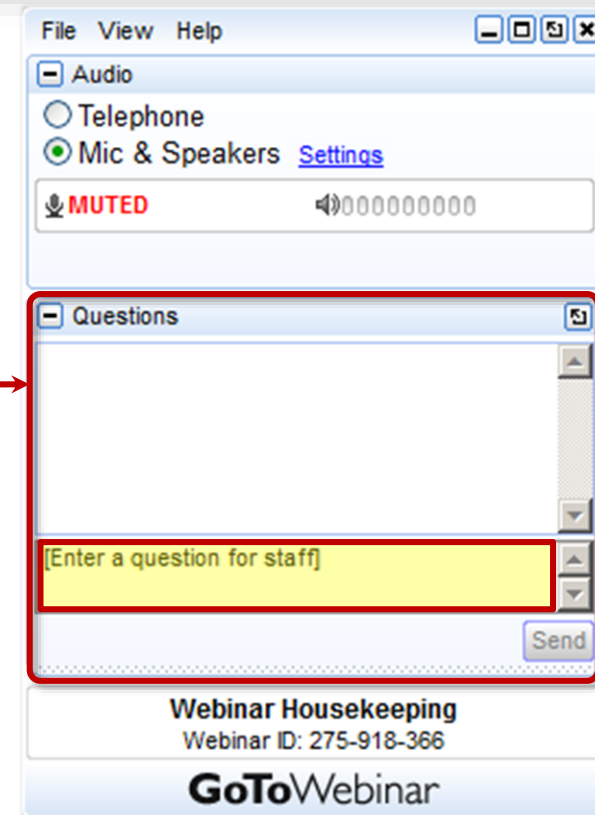 File View Help
Audio
Telephone
Mic & Speakers Settings
MUTED 000000000
Questions
[Enter a question for staff]
Send
Webinar Housekeeping
Webinar ID: 275-918-366
GoToWebinar